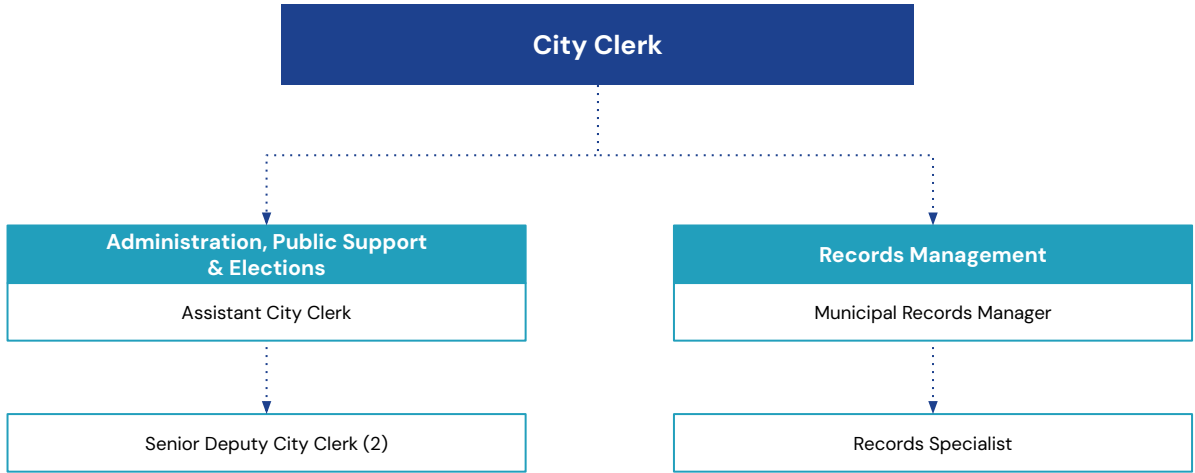 City Clerk
Administration, Public Support
& Elections
Assistant City Clerk
Senior Deputy City Clerk (2)
Records Management
Municipal Records Manager
Records Specialist